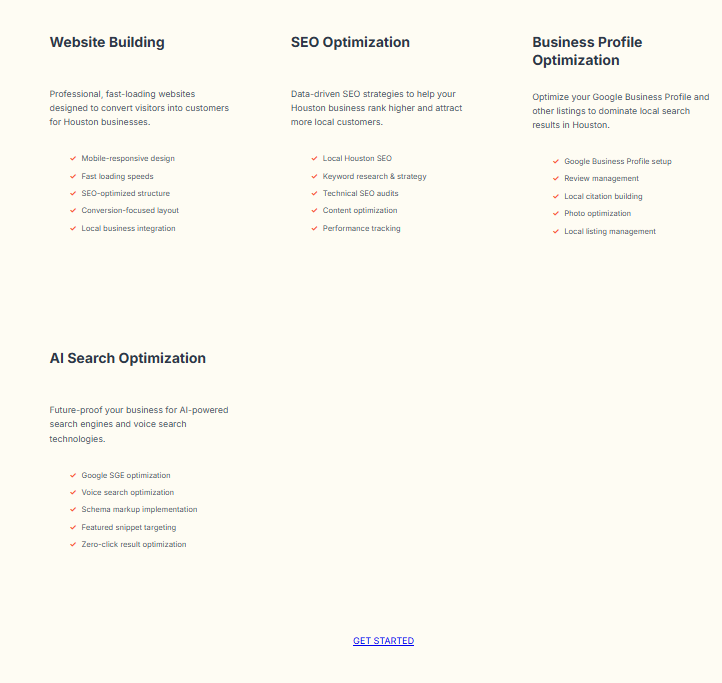 Website Building
Professional, fast-loading websites
designed to convert visitors into customers
for Houston businesses.
✓ Mobile-responsive design
✓ Fast loading speeds
✓ SEO-optimized structure
✓ Conversion-focused layout
✓ Local business integration
SEO Optimization
Data-driven SEO strategies to help your
Houston business rank higher and attract
more local customers.
✓ Local Houston SEO
✓ Keyword research & strategy
✓ Technical SEO audits
✓ Content optimization
✓ Performance tracking
Business Profile
Optimization
Optimize your Google Business Profile and
other listings to dominate local search
results in Houston.
✓ Google Business Profile setup
✓ Review management
✓ Local citation building
✓ Photo optimization
✓ Local listing management
AI Search Optimization
Future-proof your business for AI-powered
search engines and voice search
technologies.
✓ Google SGE optimization
✓ Voice search optimization
✓ Schema markup implementation
✓ Featured snippet targeting
✓ Zero-click result optimization
GET STARTED